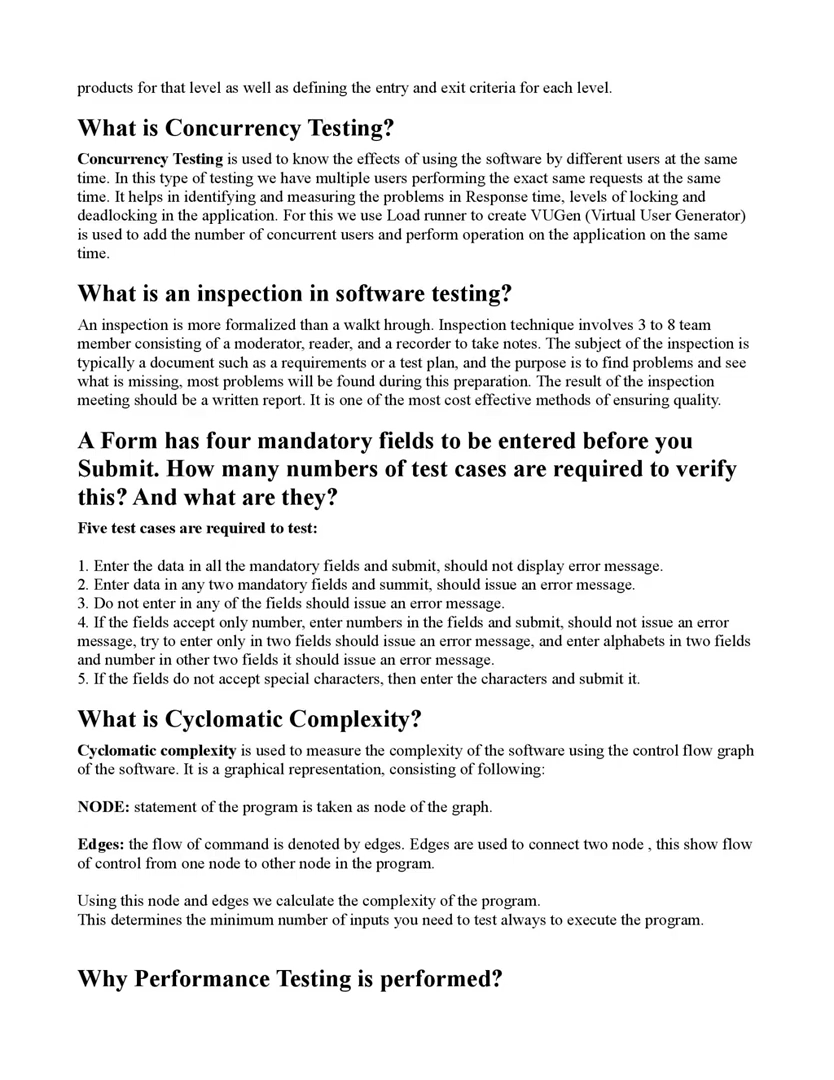 products for that level as well as defining the entry and exit criteria for each level.
What is Concurrency Testing?
Concurrency Testing is used to know the effects of using the software by different users at the same
time. In this type of testing we have multiple users performing the exact same requests at the same
time. It helps in identifying and measuring the problems in Response time, levels of locking and
deadlocking in the application. For this we use Load runner to create VUGen (Virtual User Generator)
is used to add the number of concurrent users and perform operation on the application on the same
time.
What is an inspection in software testing?
An inspection is more formalized than a walkt hrough. Inspection technique involves 3 to 8 team
member consisting of a moderator, reader, and a recorder to take notes. The subject of the inspection is
typically a document such as a requirements or a test plan, and the purpose is to find problems and see
what is missing, most problems will be found during this preparation. The result of the inspection
meeting should be a written report. It is one of the most cost effective methods of ensuring quality.
A Form has four mandatory fields to be entered before you
Submit. How many numbers of test cases are required to verify
this? And what are they?
Five test cases are required to test:
1. Enter the data in all the mandatory fields and submit, should not display error message.
2. Enter data in any two mandatory fields and summit, should issue an error message.
3. Do not enter in any of the fields should issue an error message.
4. If the fields accept only number, enter numbers in the fields and submit, should not issue an error
message, try to enter only in two fields should issue an error message, and enter alphabets in two fields
and number in other two fields it should issue an error message.
5. If the fields do not accept special characters, then enter the characters and submit it.
What is Cyclomatic Complexity?
Cyclomatic complexity is used to measure the complexity of the software using the control flow graph
of the software. It is a graphical representation, consisting of following:
NODE: statement of the program is taken as node of the graph.
Edges: the flow of command is denoted by edges. Edges are used to connect two node , this show flow
of control from one node to other node in the program.
Using this node and edges we calculate the complexity of the program.
This determines the minimum number of inputs you need to test always to execute the program.
Why Performance Testing is performed?